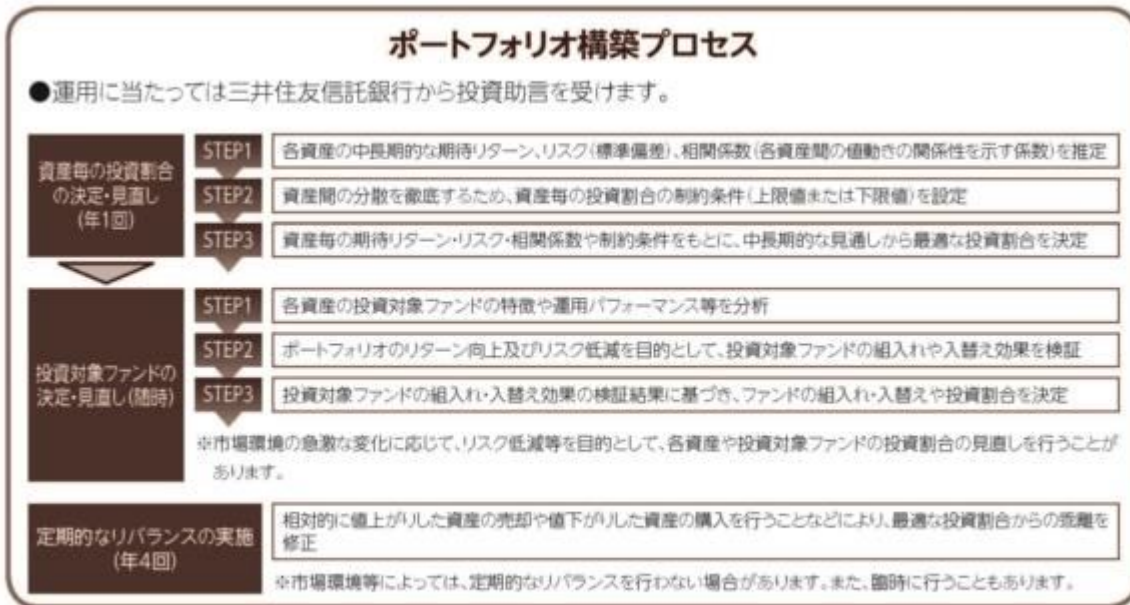 ポートフォリオ構築プロセス
●運用に当たっては三井住友信託銀行から投資助言を受けます。
資産毎の投資割合
の決定・見直し
(年1回)
STEP1
各資産の中長期的な期待リターン、リスク(標準偏差)、相関係数(各資産間の値動きの関係性を示す係数)を推定
STEP2
資産間の分散を徹底するため、資産毎の投資割合の制約条件(上限値または下限値)を設定
STEP3
資産毎の期待リターン・リスク・相関係数や制約条件をもとに、中長期的な見通しから最適な投資割合を決定
投資対象ファンドの
決定・見直し(随時)
STEP1
各資産の投資対象ファンドの特徴や運用パフォーマンス等を分析
STEP2
ポートフォリオのリターン向上及びリスク低減を目的として、投資対象ファンドの組入れや入替え効果を検証
STEP3
投資対象ファンドの組入れ・入替え効果の検証結果に基づき、ファンドの組入れ・入替えや投資割合を決定
※市場環境の急激な変化に応じて、リスク低減等を目的として、各資産や投資対象ファンドの投資割合の見直しを行うことが
あります。
定期的なリバランスの実施
(年4回)
相対的に値上がりした資産の売却や値下がりした資産の購入を行うことなどにより、最適な投資割合からの乖離を
修正
※市場環境等によっては、定期的なリバランスを行わない場合があります。また、臨時に行うこともあります。